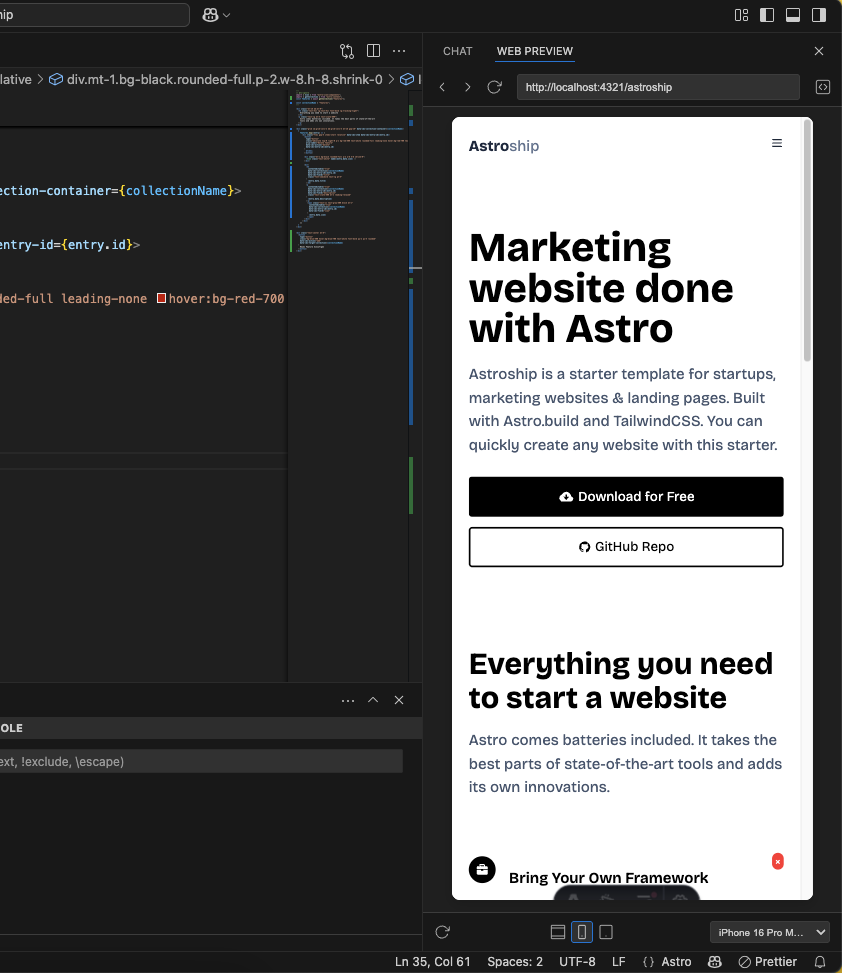 hip
CHAT
WEB PREVIEW
lative > div.mt-1.bg-black.rounded-full.p-2.w-8.h-8.shrink-0 >
http://localhost:4321/astroship
ection-container={collectionName}>
entry-id={entry.id}>
ded-full leading-none hover:bg-red-700
Astroship
Marketing
website done
with Astro
Astroship is a starter template for startups,
marketing websites & landing pages. Built
with Astro.build and TailwindCSS. You can
quickly create any website with this starter.
Download for Free
GitHub Repo
Everything you need
to start a website
Astro comes batteries included. It takes the
best parts of state-of-the-art tools and adds
its own innovations.
Bring Your Own Framework
OLE
ext, !exclude, \escape)
iPhone 16 Pro M...
Ln 35, Col 61 Spaces: 2 UTF-8 LF {} Astro Prettier